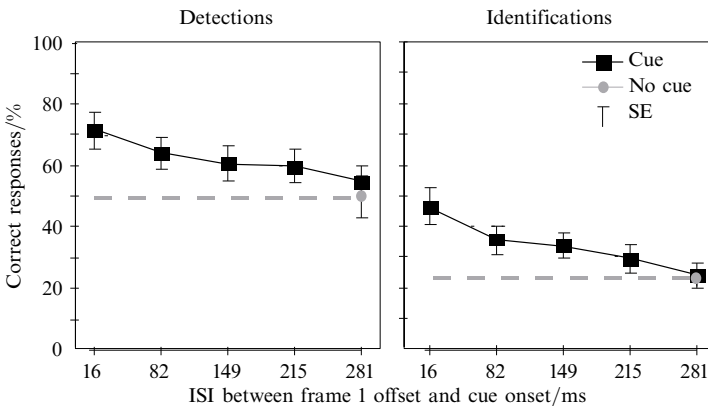 Detections
Identifications
Correct responses/%
100
80
60
40
20
0
Cue
No cue
SE
16 82 149 215 281
16 82 149 215 281
ISI between frame 1 offset and cue onset/ms